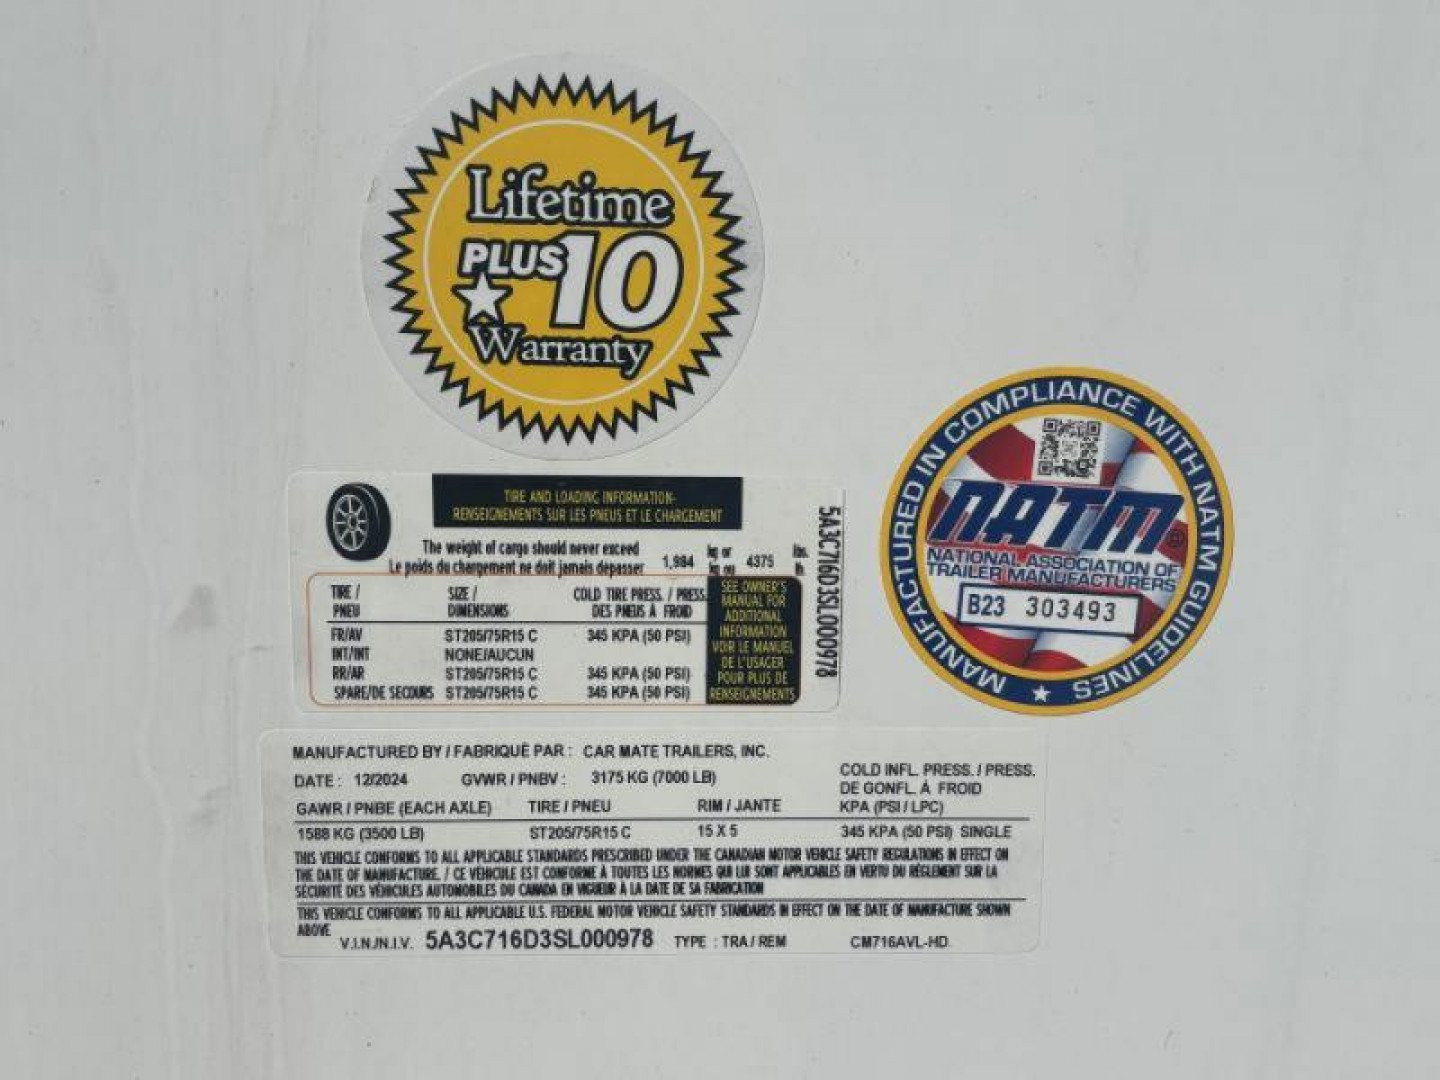 Lifetime
PLUS 10
Warranty
MANUFACTURED IN COMPLIANCE WITH NATM GUIDELINES
NATM
NATIONAL ASSOCIATION OF
TRAILER MANUFACTURERS
B23 303493
TIRE AND LOADING INFORMATION-
RENSEIGNEMENTS SUR LES PNEUS ET LE CHARGEMENT
The weight of cargo should never exceed
Le poids du chargement ne doit jamais dépasser 1,984 kg or kg ou 4375 lbs. lb
TIRE / SIZE / COLD TIRE PRESS. / PRESS.
PNEU DIMENSIONS DES PNEUS À FROID
FR/AV ST205/75R15 C 345 KPA (50 PSI)
INT/INT NONE/AUCUN
RR/AR ST205/75R15 C 345 KPA (50 PSI)
SPARE/DE SECOURS ST205/75R15 C 345 KPA (50 PSI)
SEE OWNER'S
MANUAL FOR
ADDITIONAL
INFORMATION
VOIR LE MANUEL
DE L'USAGER
POUR PLUS DE
RENSEIGNEMENTS
5A3C716D3SL000978
MANUFACTURED BY / FABRIQUÉ PAR : CAR MATE TRAILERS, INC.
DATE : 12/2024 GVWR / PNBV : 3175 KG (7000 LB)
COLD INFL. PRESS. / PRESS.
DE GONFL. À FROID
GAWR / PNBE (EACH AXLE) TIRE / PNEU RIM / JANTE KPA (PSI / LPC)
1588 KG (3500 LB) ST205/75R15 C 15 X 5 345 KPA (50 PSI) SINGLE
THIS VEHICLE CONFORMS TO ALL APPLICABLE STANDARDS PRESCRIBED UNDER THE CANADIAN MOTOR VEHICLE SAFETY REGULATIONS IN EFFECT ON
THE DATE OF MANUFACTURE. / CE VÉHICULE EST CONFORME À TOUTES LES NORMES QUI LUI SONT APPLICABLES EN VERTU DU RÈGLEMENT SUR LA
SÉCURITÉ DES VÉHICULES AUTOMOBILES DU CANADA EN VIGUEUR À LA DATE DE SA FABRICATION
THIS VEHICLE CONFORMS TO ALL APPLICABLE U.S. FEDERAL MOTOR VEHICLE SAFETY STANDARDS IN EFFECT ON THE DATE OF MANUFACTURE SHOWN
ABOVE
V.I.N./N.I.V. 5A3C716D3SL000978 TYPE : TRA / REM CM716AVL-HD